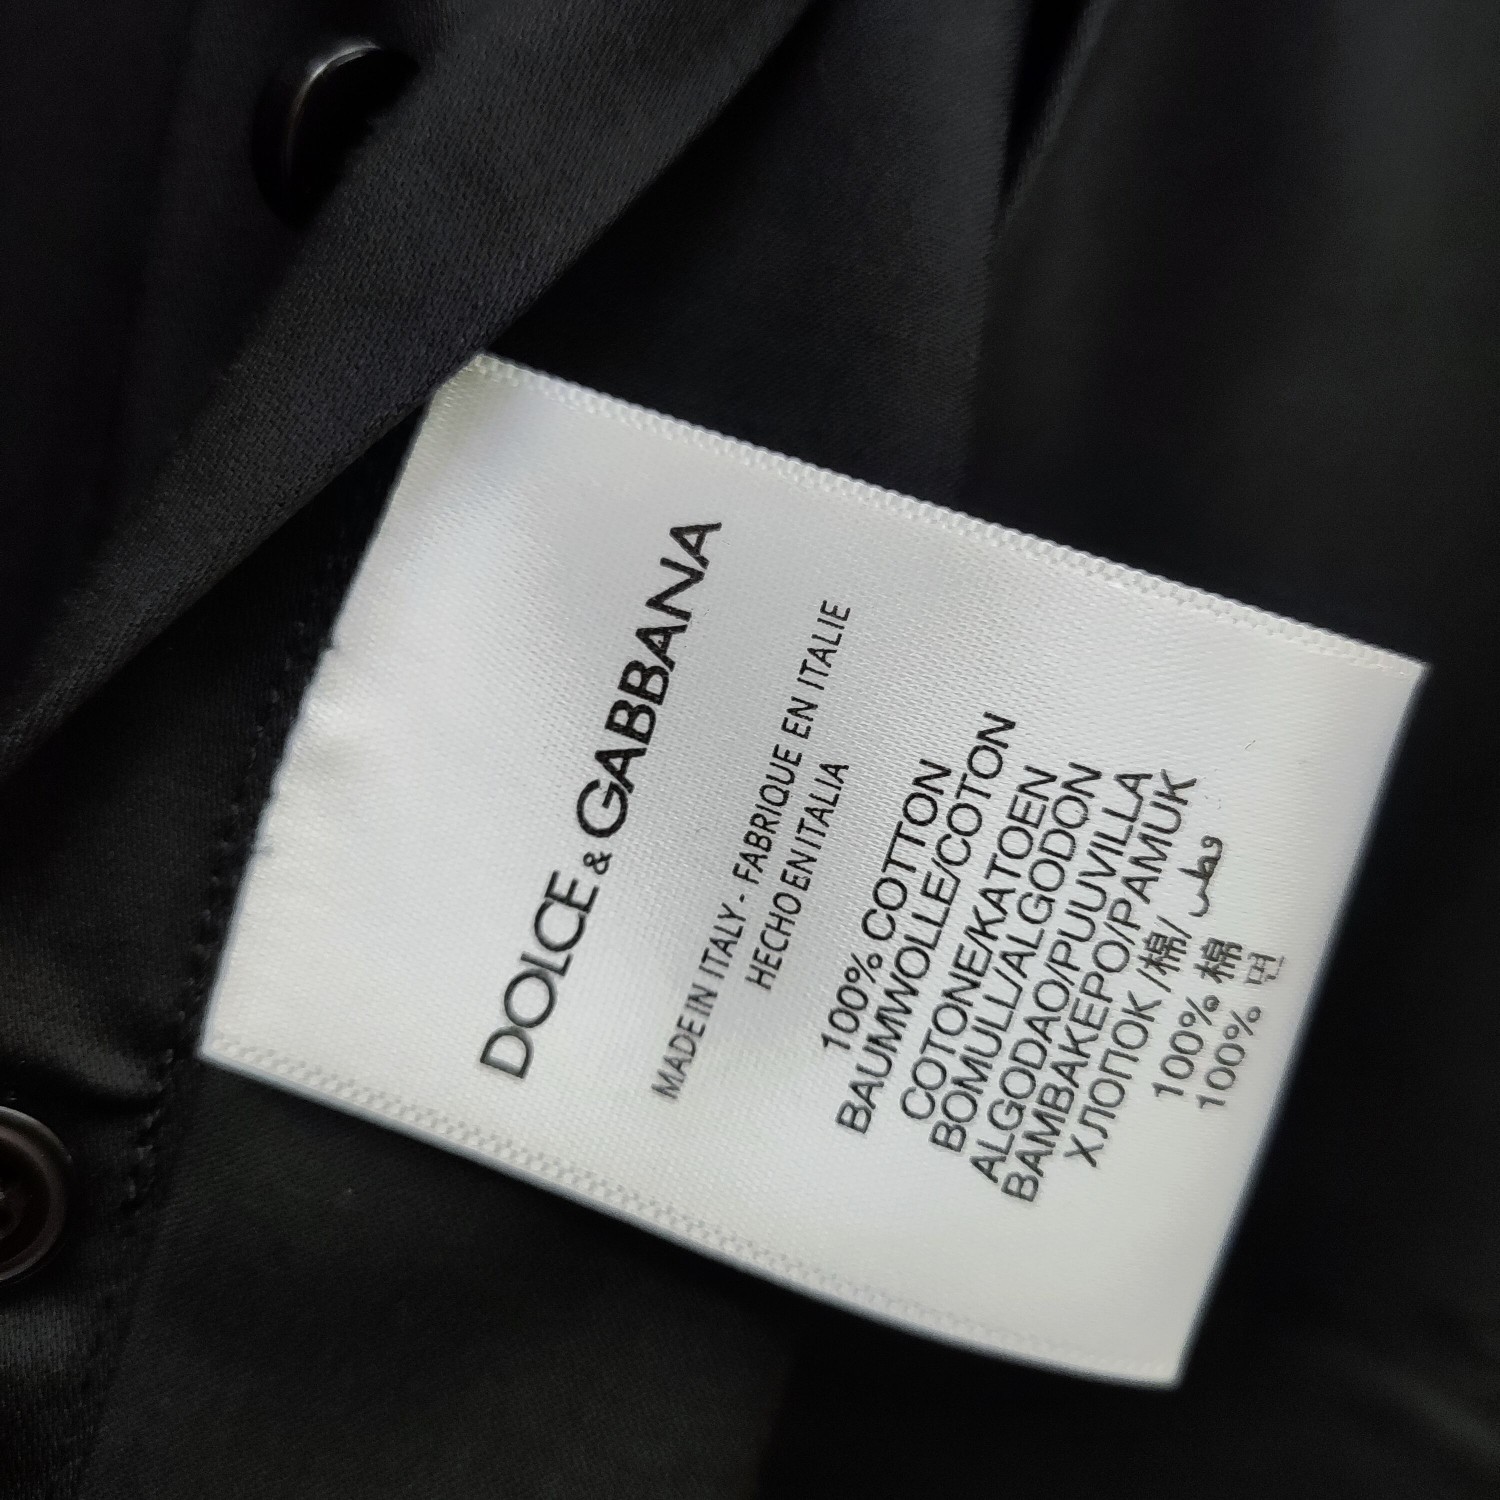 DOLCE & GABBANA
MADE IN ITALY - FABRIQUE EN ITALIE
HECHO EN ITALIA
100% COTTON
BAUMWOLLE/COTON
COTONE/KATOEN
BOMULL/ALGODON
ALGODAO/PUUVILLA
BAMBAKEPO/PAMUK
ХЛОПОК /棉/ قطن
100% 棉
100% 면